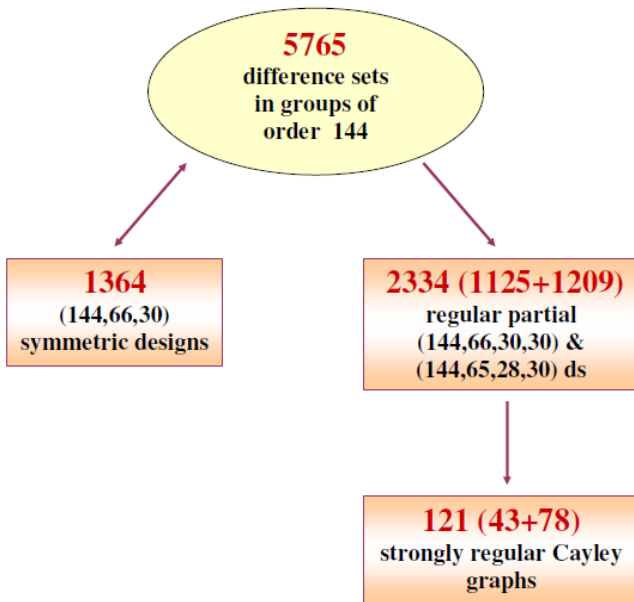 5765
difference sets
in groups of
order 144
1364
(144,66,30)
symmetric designs
2334 (1125+1209)
regular partial
(144,66,30,30) &
(144,65,28,30) ds
121 (43+78)
strongly regular Cayley
graphs